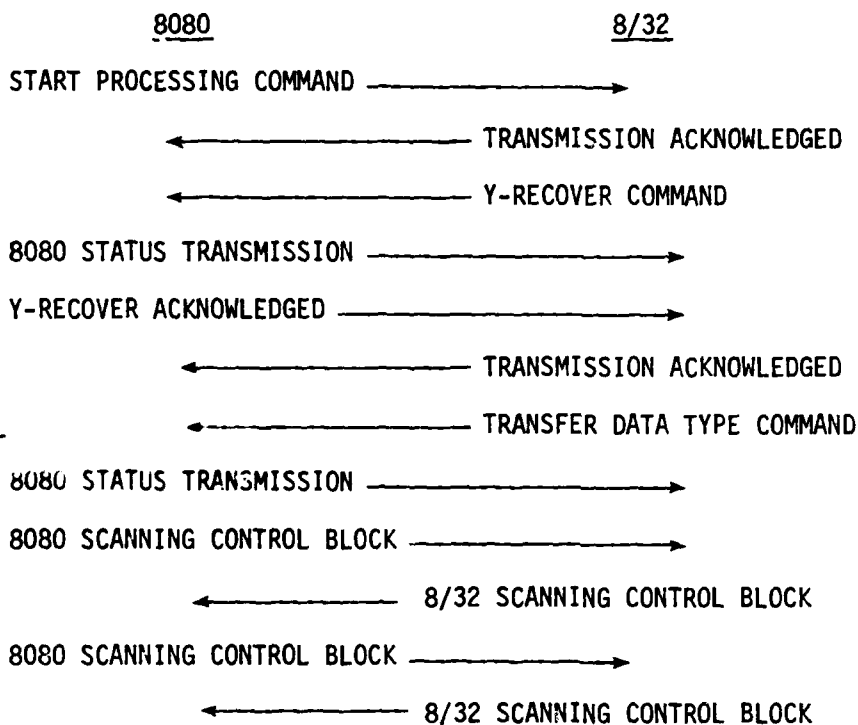 8080 8/32
START PROCESSING COMMAND
TRANSMISSION ACKNOWLEDGED
Y-RECOVER COMMAND
8080 STATUS TRANSMISSION
Y-RECOVER ACKNOWLEDGED
TRANSMISSION ACKNOWLEDGED
TRANSFER DATA TYPE COMMAND
8080 STATUS TRANSMISSION
8080 SCANNING CONTROL BLOCK
8/32 SCANNING CONTROL BLOCK
8080 SCANNING CONTROL BLOCK
8/32 SCANNING CONTROL BLOCK